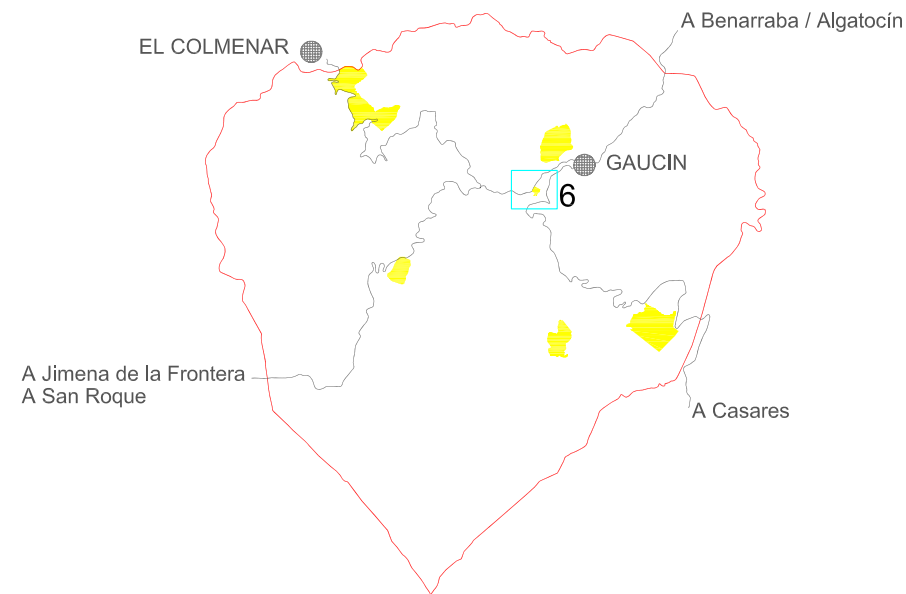 A Benarraba / Algatocín
EL COLMENAR
GAUCIN
6
A Jimena de la Frontera
A San Roque
A Casares